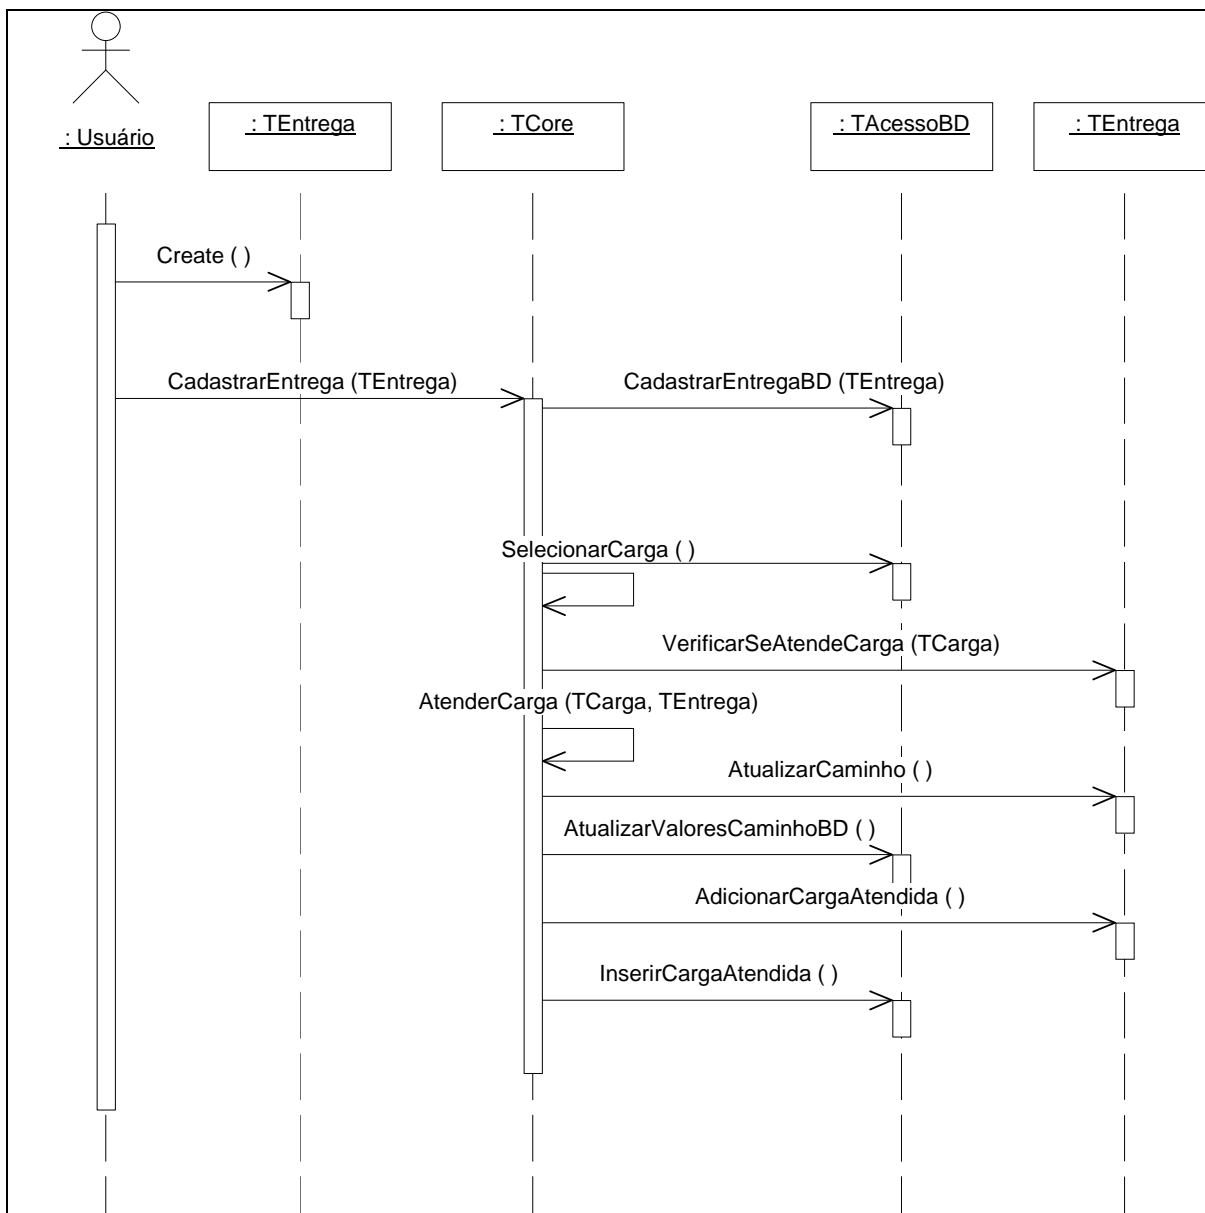 : Usuário
: TEntrega
: TCore
: TAcessoBD
: TEntrega
Create ( )
CadastrarEntrega (TEntrega)
CadastrarEntregaBD (TEntrega)
SelecionarCarga ( )
VerificarSeAtendeCarga (TCarga)
AtenderCarga (TCarga, TEntrega)
AtualizarCaminho ( )
AtualizarValoresCaminhoBD ( )
AdicionarCargaAtendida ( )
InserirCargaAtendida ( )